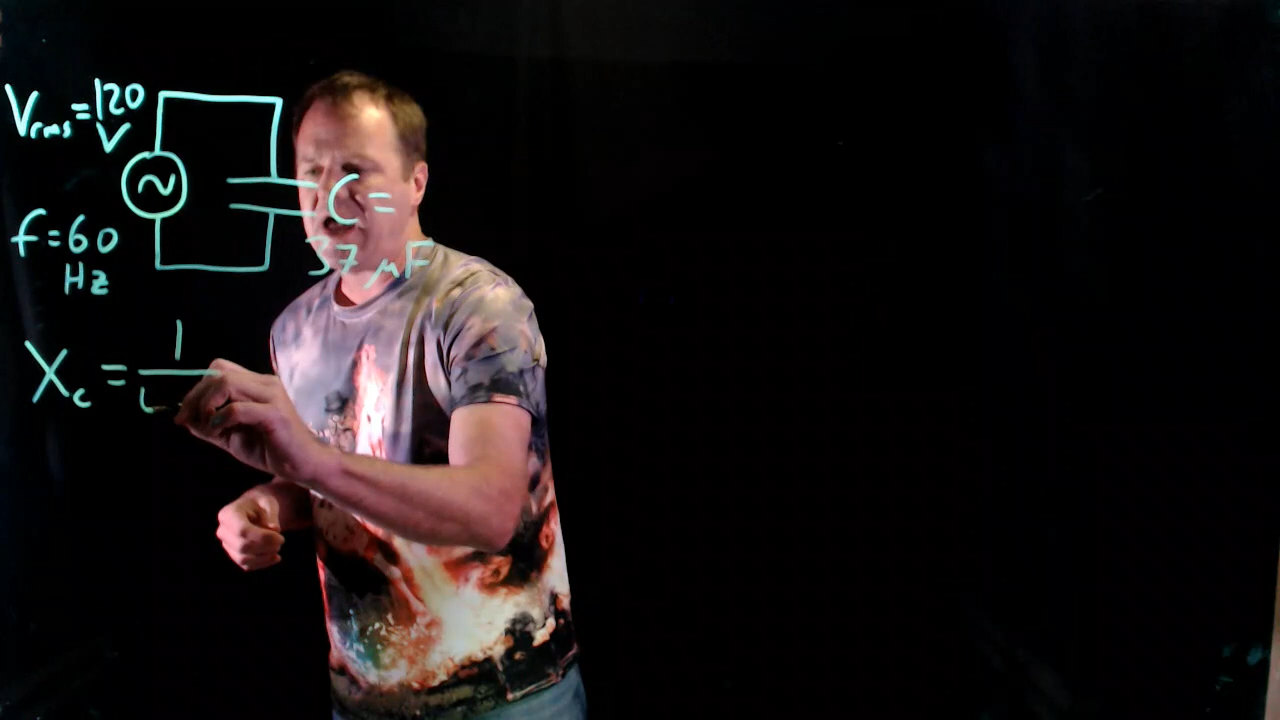 Vrms = 120 V
f = 60 Hz
C = 37 μF
Xc = 1